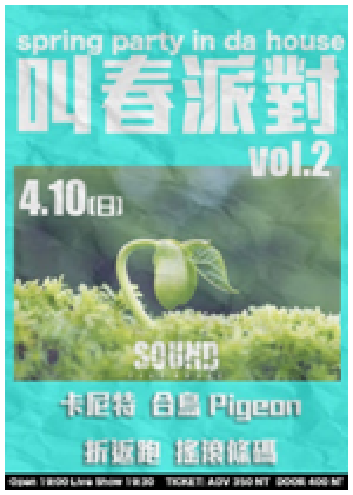 spring party in da house
叫春派對
vol.2
4.10(日)
SOUND
卡尼特 合鳥 Pigeon
折返跑 搖滾條碼
Open 19:00 Live Show 19:30 TICKET| ADV 350 NT DOOR 400 NT